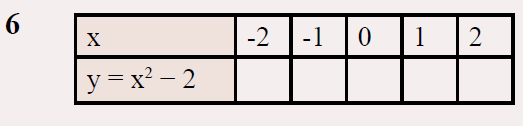 6
x -2 -1 0 1 2
y = x² − 2